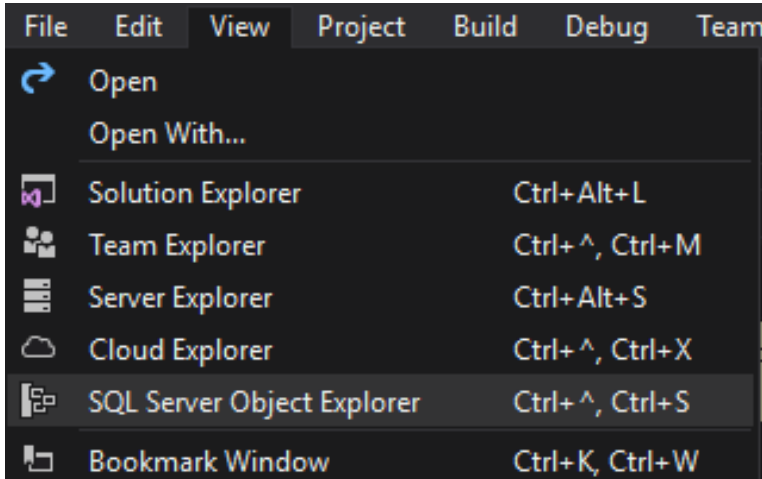 File Edit View Project Build Debug Team
Open
Open With...
Solution Explorer Ctrl+Alt+L
Team Explorer Ctrl+^, Ctrl+M
Server Explorer Ctrl+Alt+S
Cloud Explorer Ctrl+^, Ctrl+X
SQL Server Object Explorer Ctrl+^, Ctrl+S
Bookmark Window Ctrl+K, Ctrl+W